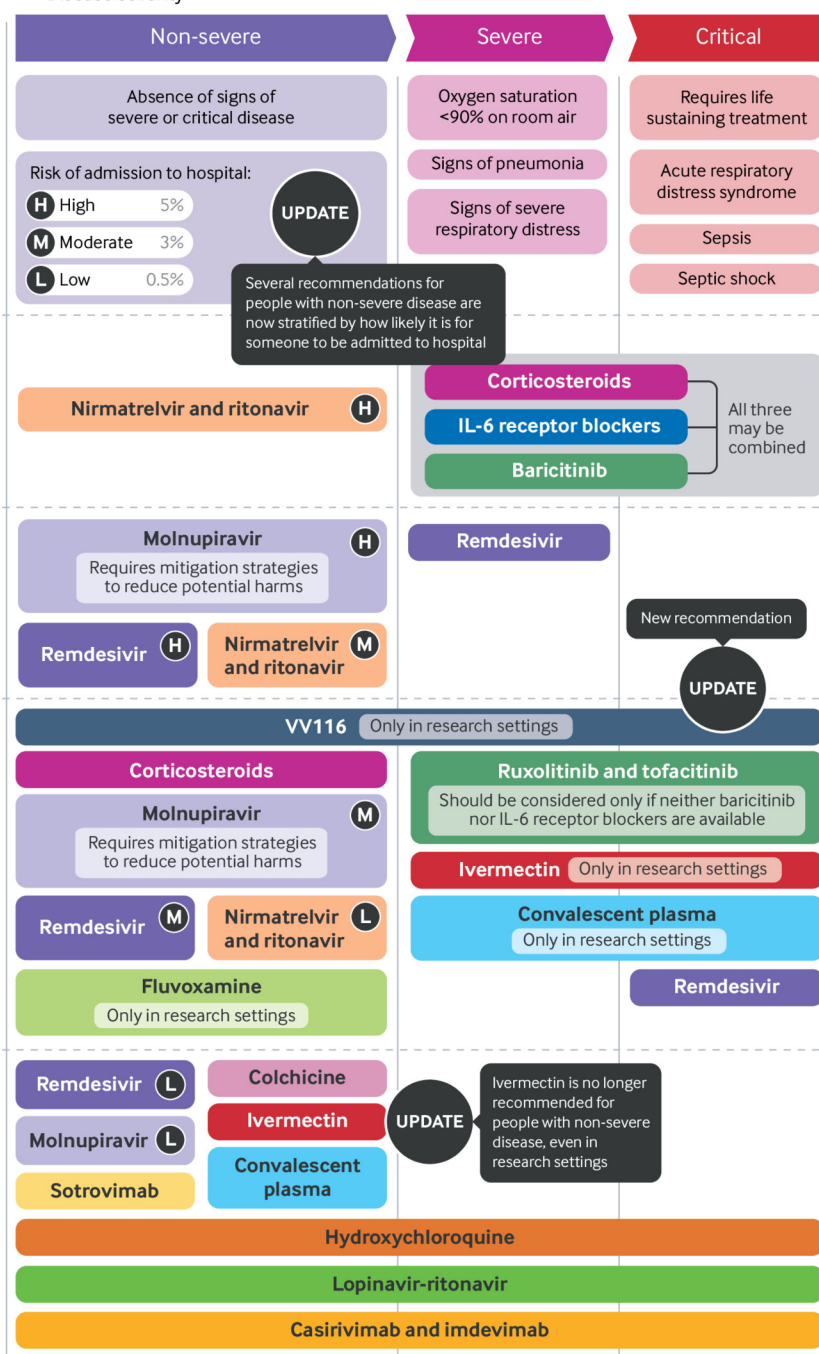 Non-severe
Severe
Critical
Absence of signs of
severe or critical disease
Oxygen saturation
<90% on room air
Requires life
sustaining treatment
Risk of admission to hospital:
H High 5%
M Moderate 3%
L Low 0.5%
UPDATE
Several recommendations for
people with non-severe disease are
now stratified by how likely it is for
someone to be admitted to hospital
Signs of pneumonia
Signs of severe
respiratory distress
Acute respiratory
distress syndrome
Sepsis
Septic shock
Nirmatrelvir and ritonavir H
Corticosteroids
IL-6 receptor blockers
Baricitinib
All three
may be
combined
Molnupiravir H
Requires mitigation strategies
to reduce potential harms
Remdesivir
Remdesivir H
Nirmatrelvir M
and ritonavir
New recommendation
UPDATE
VV116 Only in research settings
Corticosteroids
Molnupiravir M
Requires mitigation strategies
to reduce potential harms
Remdesivir M
Nirmatrelvir L
and ritonavir
Fluvoxamine
Only in research settings
Ruxolitinib and tofacitinib
Should be considered only if neither baricitinib
nor IL-6 receptor blockers are available
Ivermectin Only in research settings
Convalescent plasma
Only in research settings
Remdesivir
Remdesivir L
Molnupiravir L
Sotrovimab
Colchicine
Ivermectin
Convalescent
plasma
UPDATE
Ivermectin is no longer
recommended for
people with non-severe
disease, even in
research settings
Hydroxychloroquine
Lopinavir-ritonavir
Casirivimab and imdevimab